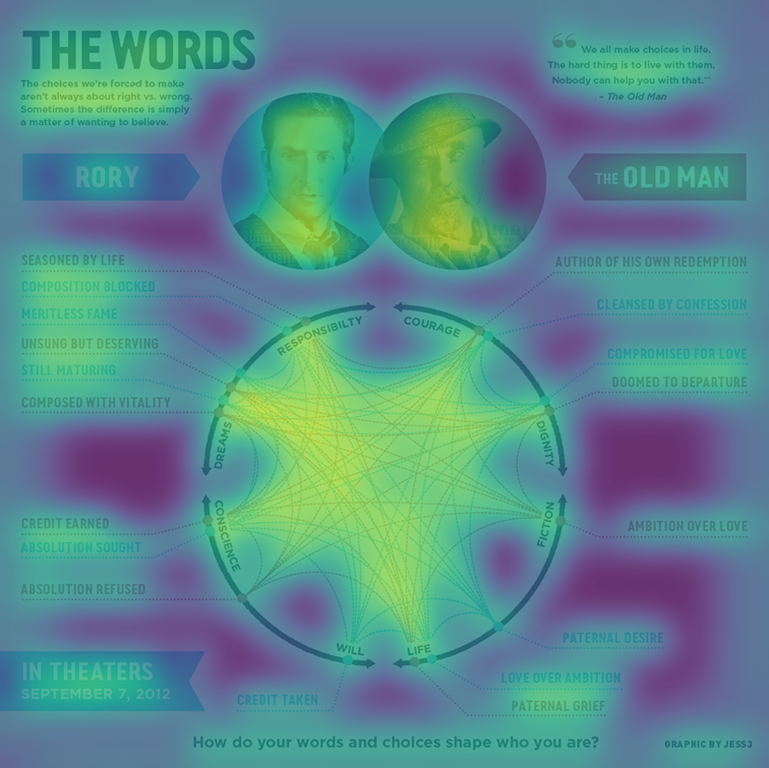 THE WORDS
The choices we're forced to make
aren't always about right vs. wrong.
Sometimes the difference is simply
a matter of wanting to believe.
“ We all make choices in life.
The hard thing is to live with them.
Nobody can help you with that.”
– The Old Man
RORY
THE OLD MAN
SEASONED BY LIFE
COMPOSITION BLOCKED
MERITLESS FAME
UNSUNG BUT DESERVING
STILL MATURING
COMPOSED WITH VITALITY
AUTHOR OF HIS OWN REDEMPTION
CLEANSED BY CONFESSION
COMPROMISED FOR LOVE
DOOMED TO DEPARTURE
RESPONSIBILTY
COURAGE
DREAMS
DIGNITY
CONSCIENCE
FICTION
WILL
LIFE
CREDIT EARNED
ABSOLUTION SOUGHT
ABSOLUTION REFUSED
AMBITION OVER LOVE
PATERNAL DESIRE
LOVE OVER AMBITION
PATERNAL GRIEF
CREDIT TAKEN
IN THEATERS
SEPTEMBER 7, 2012
How do your words and choices shape who you are?
GRAPHIC BY JESS3